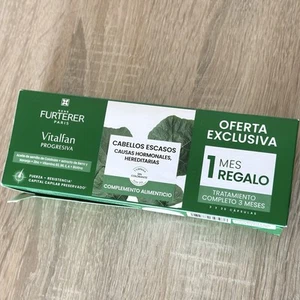 RENE
FURTERER
PARIS
Vitalfan
PROGRESIVA
FUERZA + RESISTENCIA
CAPITAL CAPILAR PRESERVADO
CABELLOS ESCASOS
CAUSAS HORMONALES,
HEREDITARIAS
COMPLEMENTO ALIMENTICIO
OFERTA
EXCLUSIVA
1 MES
REGALO
TRATAMIENTO
COMPLETO 3 MESES